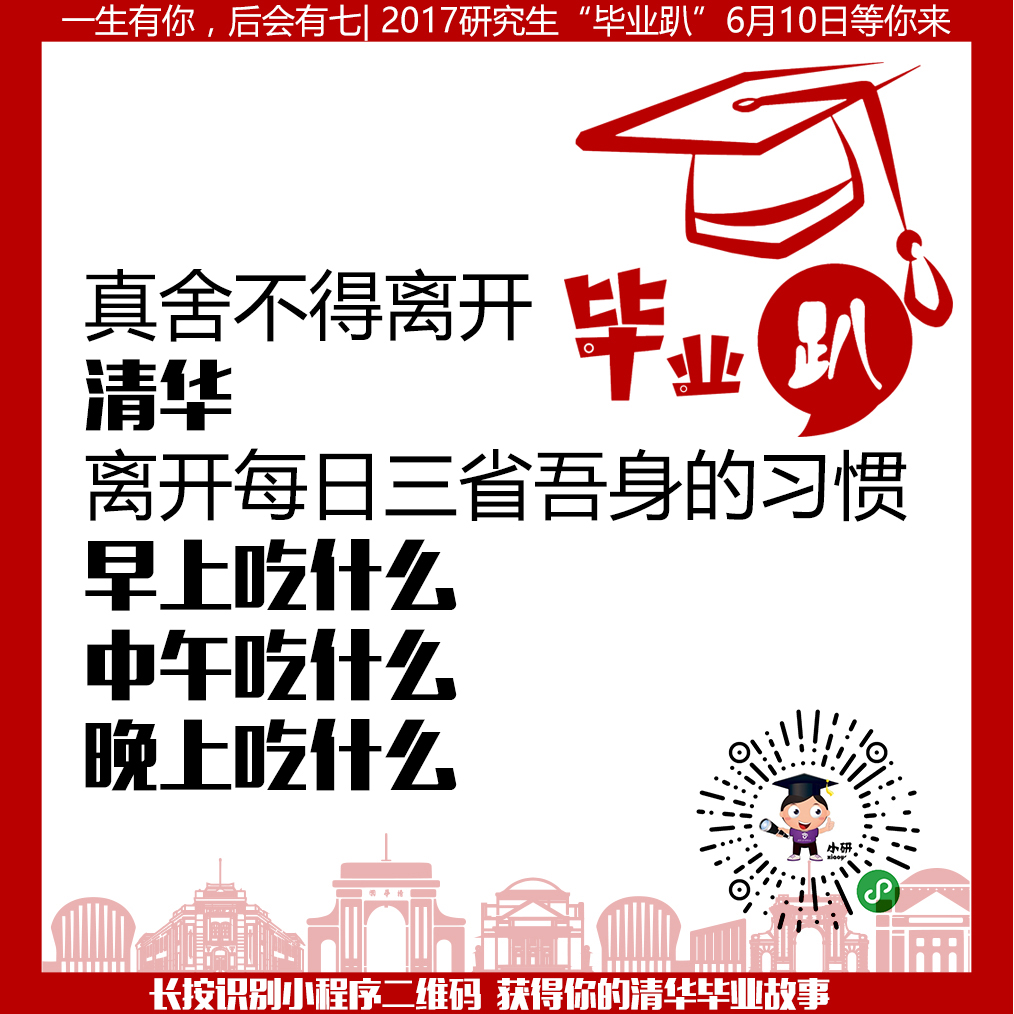 一生有你，后会有七| 2017研究生“毕业趴”6月10日等你来
毕业趴
真舍不得离开
清华
离开每日三省吾身的习惯
早上吃什么
中午吃什么
晚上吃什么
小研
长按识别小程序二维码 获得你的清华毕业故事